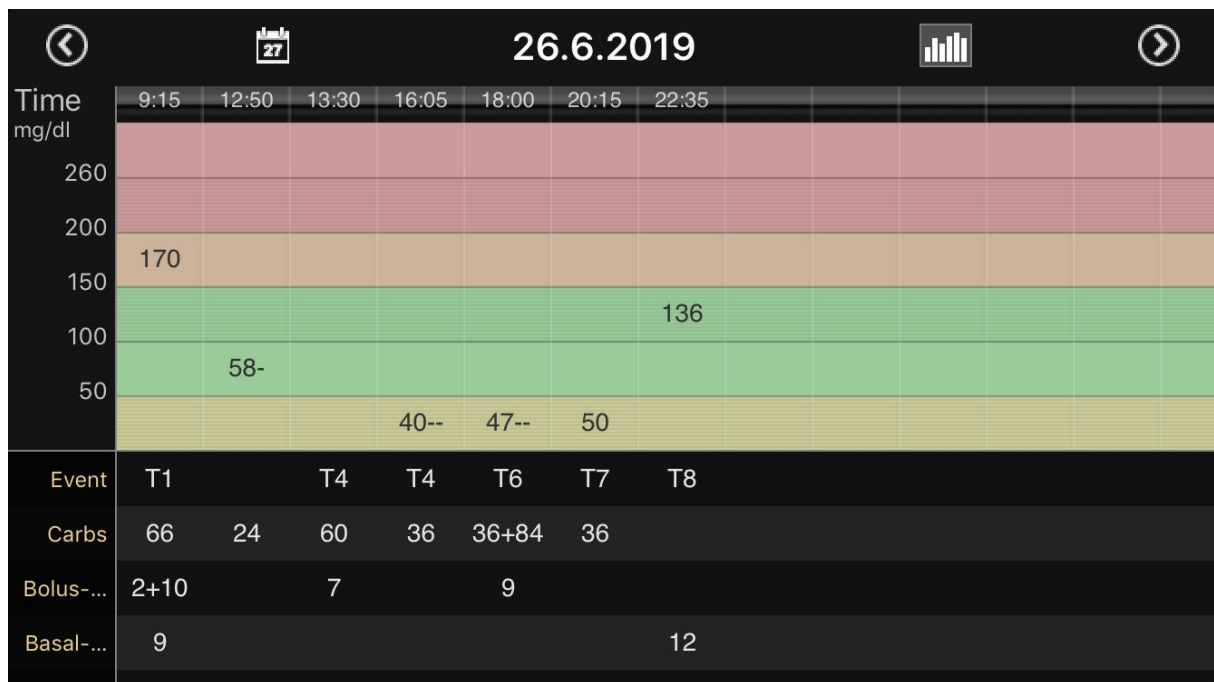 27 26.6.2019
Time 9:15 12:50 13:30 16:05 18:00 20:15 22:35
mg/dl
260
200
170
150
136
100
58-
50
40-- 47-- 50
Event T1 T4 T4 T6 T7 T8
Carbs 66 24 60 36 36+84 36
Bolus-... 2+10 7 9
Basal-... 9 12